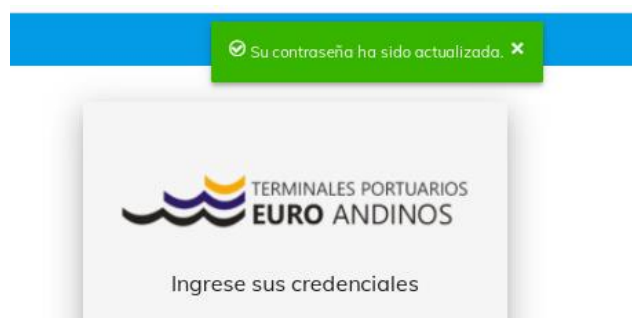 Su contraseña ha sido actualizada. ×
TERMINALES PORTUARIOS
EURO ANDINOS
Ingrese sus credenciales